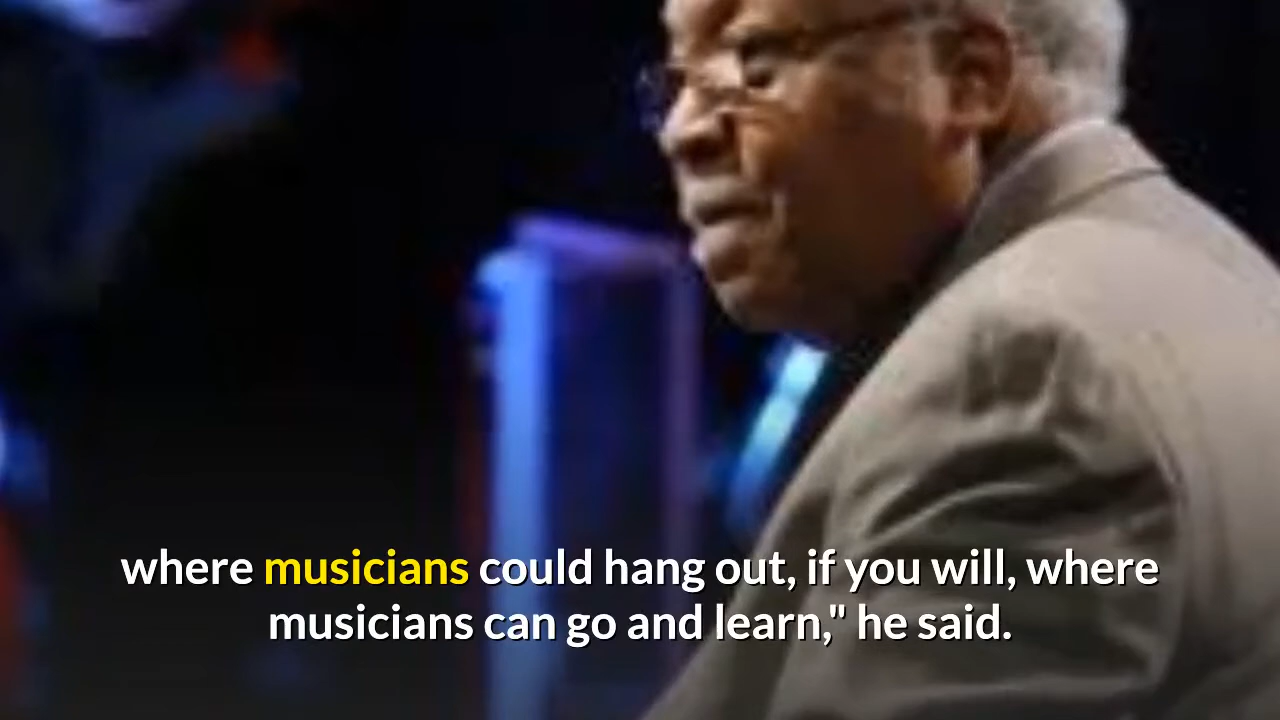 where musicians could hang out, if you will, where
musicians can go and learn," he said.